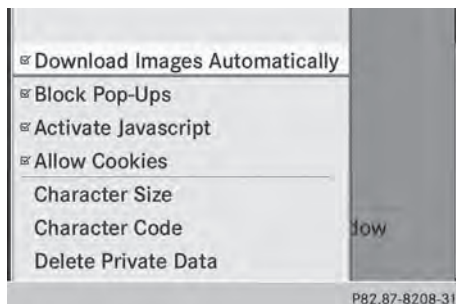 Download Images Automatically
Block Pop-Ups
Activate Javascript
Allow Cookies
Character Size
Character Code
dow
Delete Private Data
P82.87-8208-31